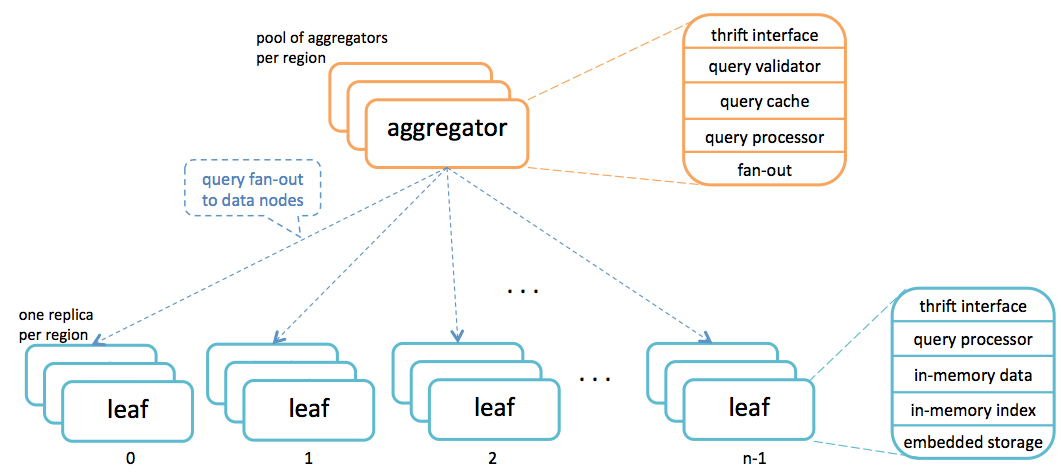 pool of aggregators
per region
aggregator
thrift interface
query validator
query cache
query processor
fan-out
query fan-out
to data nodes
. . .
one replica
per region
leaf
leaf
leaf
. . .
leaf
0
1
2
n-1
thrift interface
query processor
in-memory data
in-memory index
embedded storage